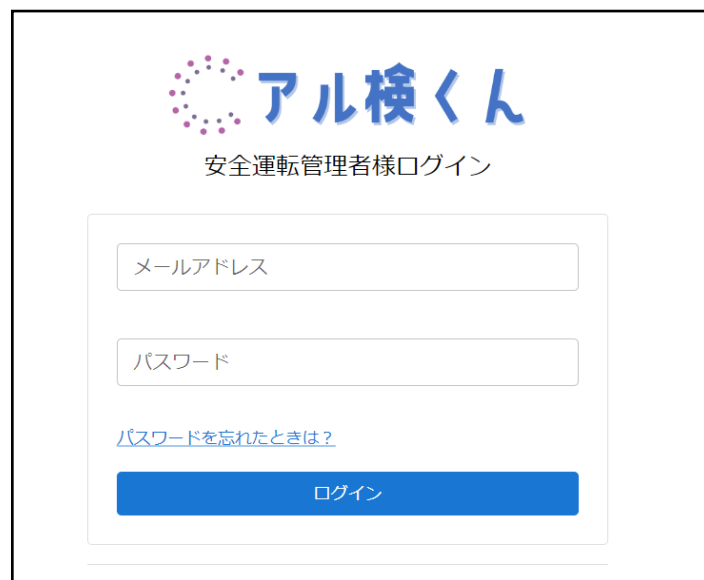 アル検くん
安全運転管理者様ログイン
メールアドレス
パスワード
パスワードを忘れたときは？
ログイン